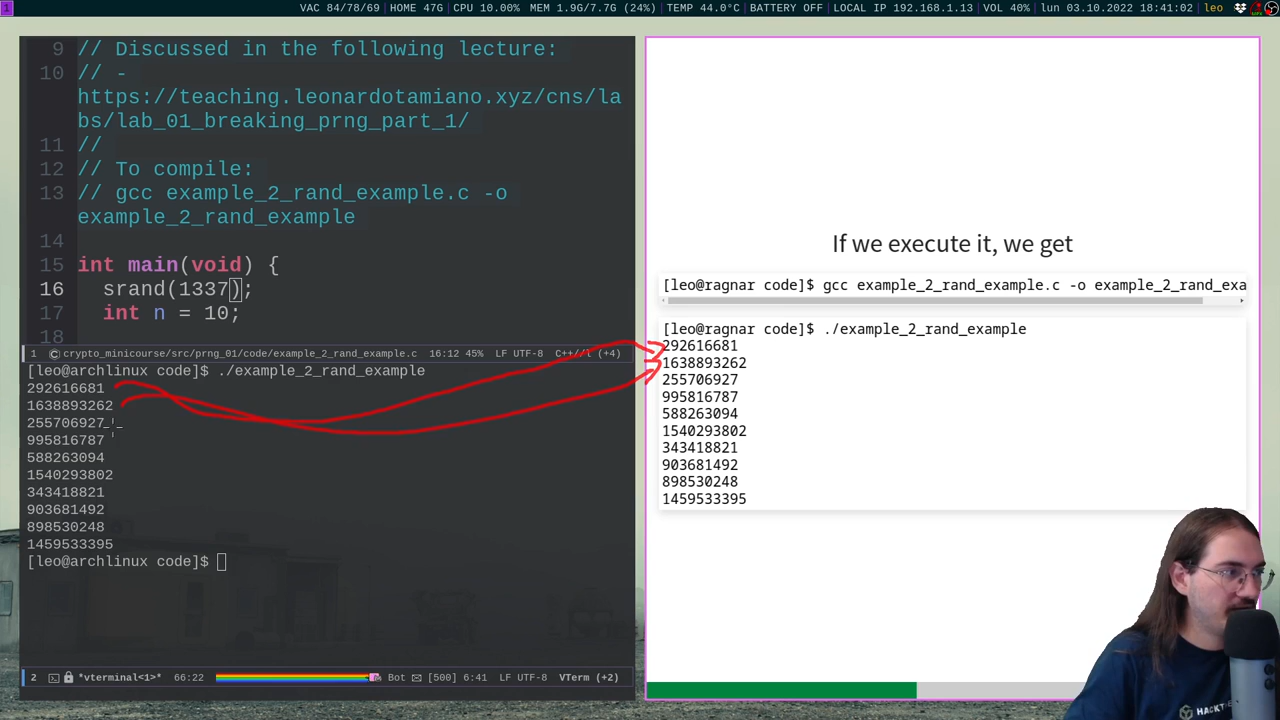 1
VAC 84/78/69|HOME 47G|CPU 10.00% MEM 1.9G/7.7G (24%)|TEMP 44.0°C|BATTERY OFF|LOCAL IP 192.168.1.13|VOL 40%|lun 03.10.2022 18:41:02|leo
9 // Discussed in the following lecture:
10 // -
https://teaching.leonardotamiano.xyz/cns/la
bs/lab_01_breaking_prng_part_1/
11 //
12 // To compile:
13 // gcc example_2_rand_example.c -o
example_2_rand_example
14
15 int main(void) {
16 srand(1337);
17 int n = 10;
18
1 crypto_minicourse/src/prng_01/code/example_2_rand_example.c 16:12 45% LF UTF-8 C++//l (+4)
[leo@archlinux code]$ ./example_2_rand_example
292616681
1638893262
255706927
995816787
588263094
1540293802
343418821
903681492
898530248
1459533395
[leo@archlinux code]$
2 *vterminal<1>* 66:22 Bot [500] 6:41 LF UTF-8 VTerm (+2)
If we execute it, we get
[leo@ragnar code]$ gcc example_2_rand_example.c -o example_2_rand_exa
[leo@ragnar code]$ ./example_2_rand_example
292616681
1638893262
255706927
995816787
588263094
1540293802
343418821
903681492
898530248
1459533395